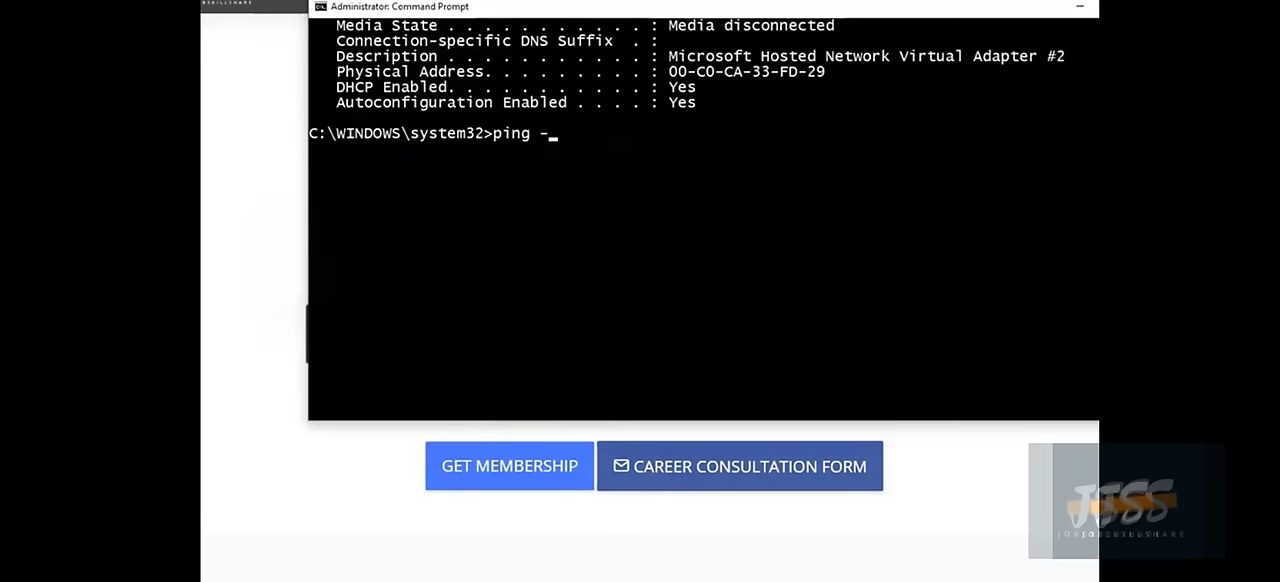 Administrator: Command Prompt
Media State . . . . . . . . . . . : Media disconnected
Connection-specific DNS Suffix  . :
Description . . . . . . . . . . . : Microsoft Hosted Network Virtual Adapter #2
Physical Address. . . . . . . . . : 00-C0-CA-33-FD-29
DHCP Enabled. . . . . . . . . . . : Yes
Autoconfiguration Enabled . . . . : Yes
C:\WINDOWS\system32>ping -_
GET MEMBERSHIP
CAREER CONSULTATION FORM